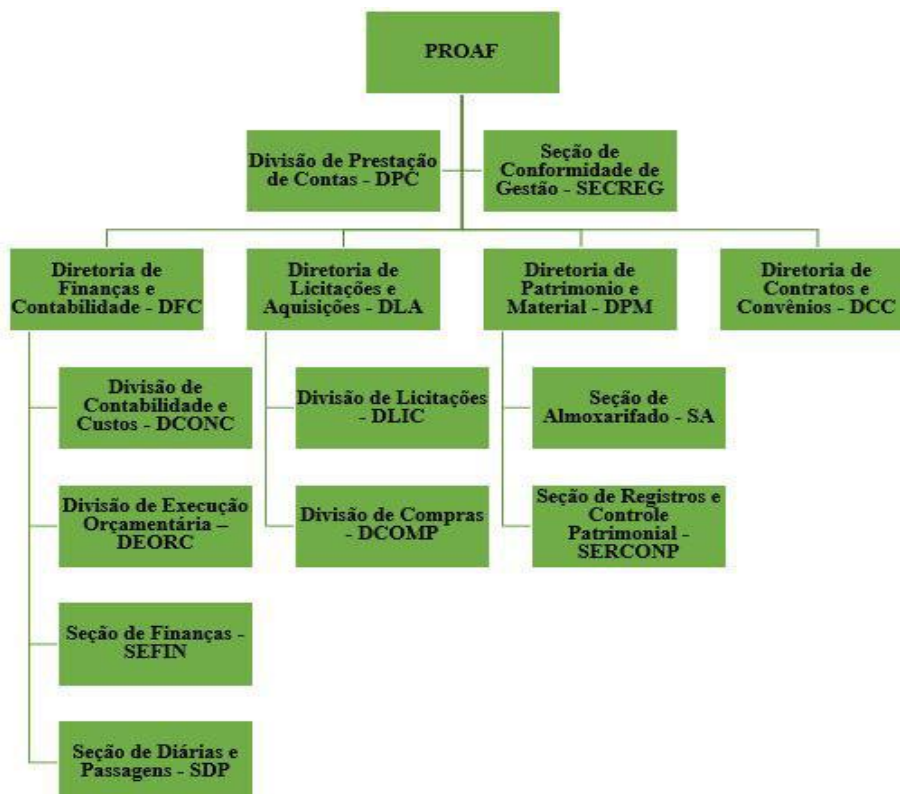 PROAF
Divisão de Prestação
de Contas - DPC
Seção de
Conformidade de
Gestão - SECREG
Diretoria de
Finanças e
Contabilidade - DFC
Diretoria de
Licitações e
Aquisições - DLA
Diretoria de
Patrimonio e
Material - DPM
Diretoria de
Contratos e
Convênios - DCC
Divisão de
Contabilidade e
Custos - DCONC
Divisão de Licitações
- DLIC
Seção de
Almoxarifado - SA
Divisão de Execução
Orçamentária –
DEORC
Divisão de Compras
- DCOMP
Seção de Registros e
Controle
Patrimonial -
SERCONP
Seção de Finanças -
SEFIN
Seção de Diárias e
Passagens - SDP